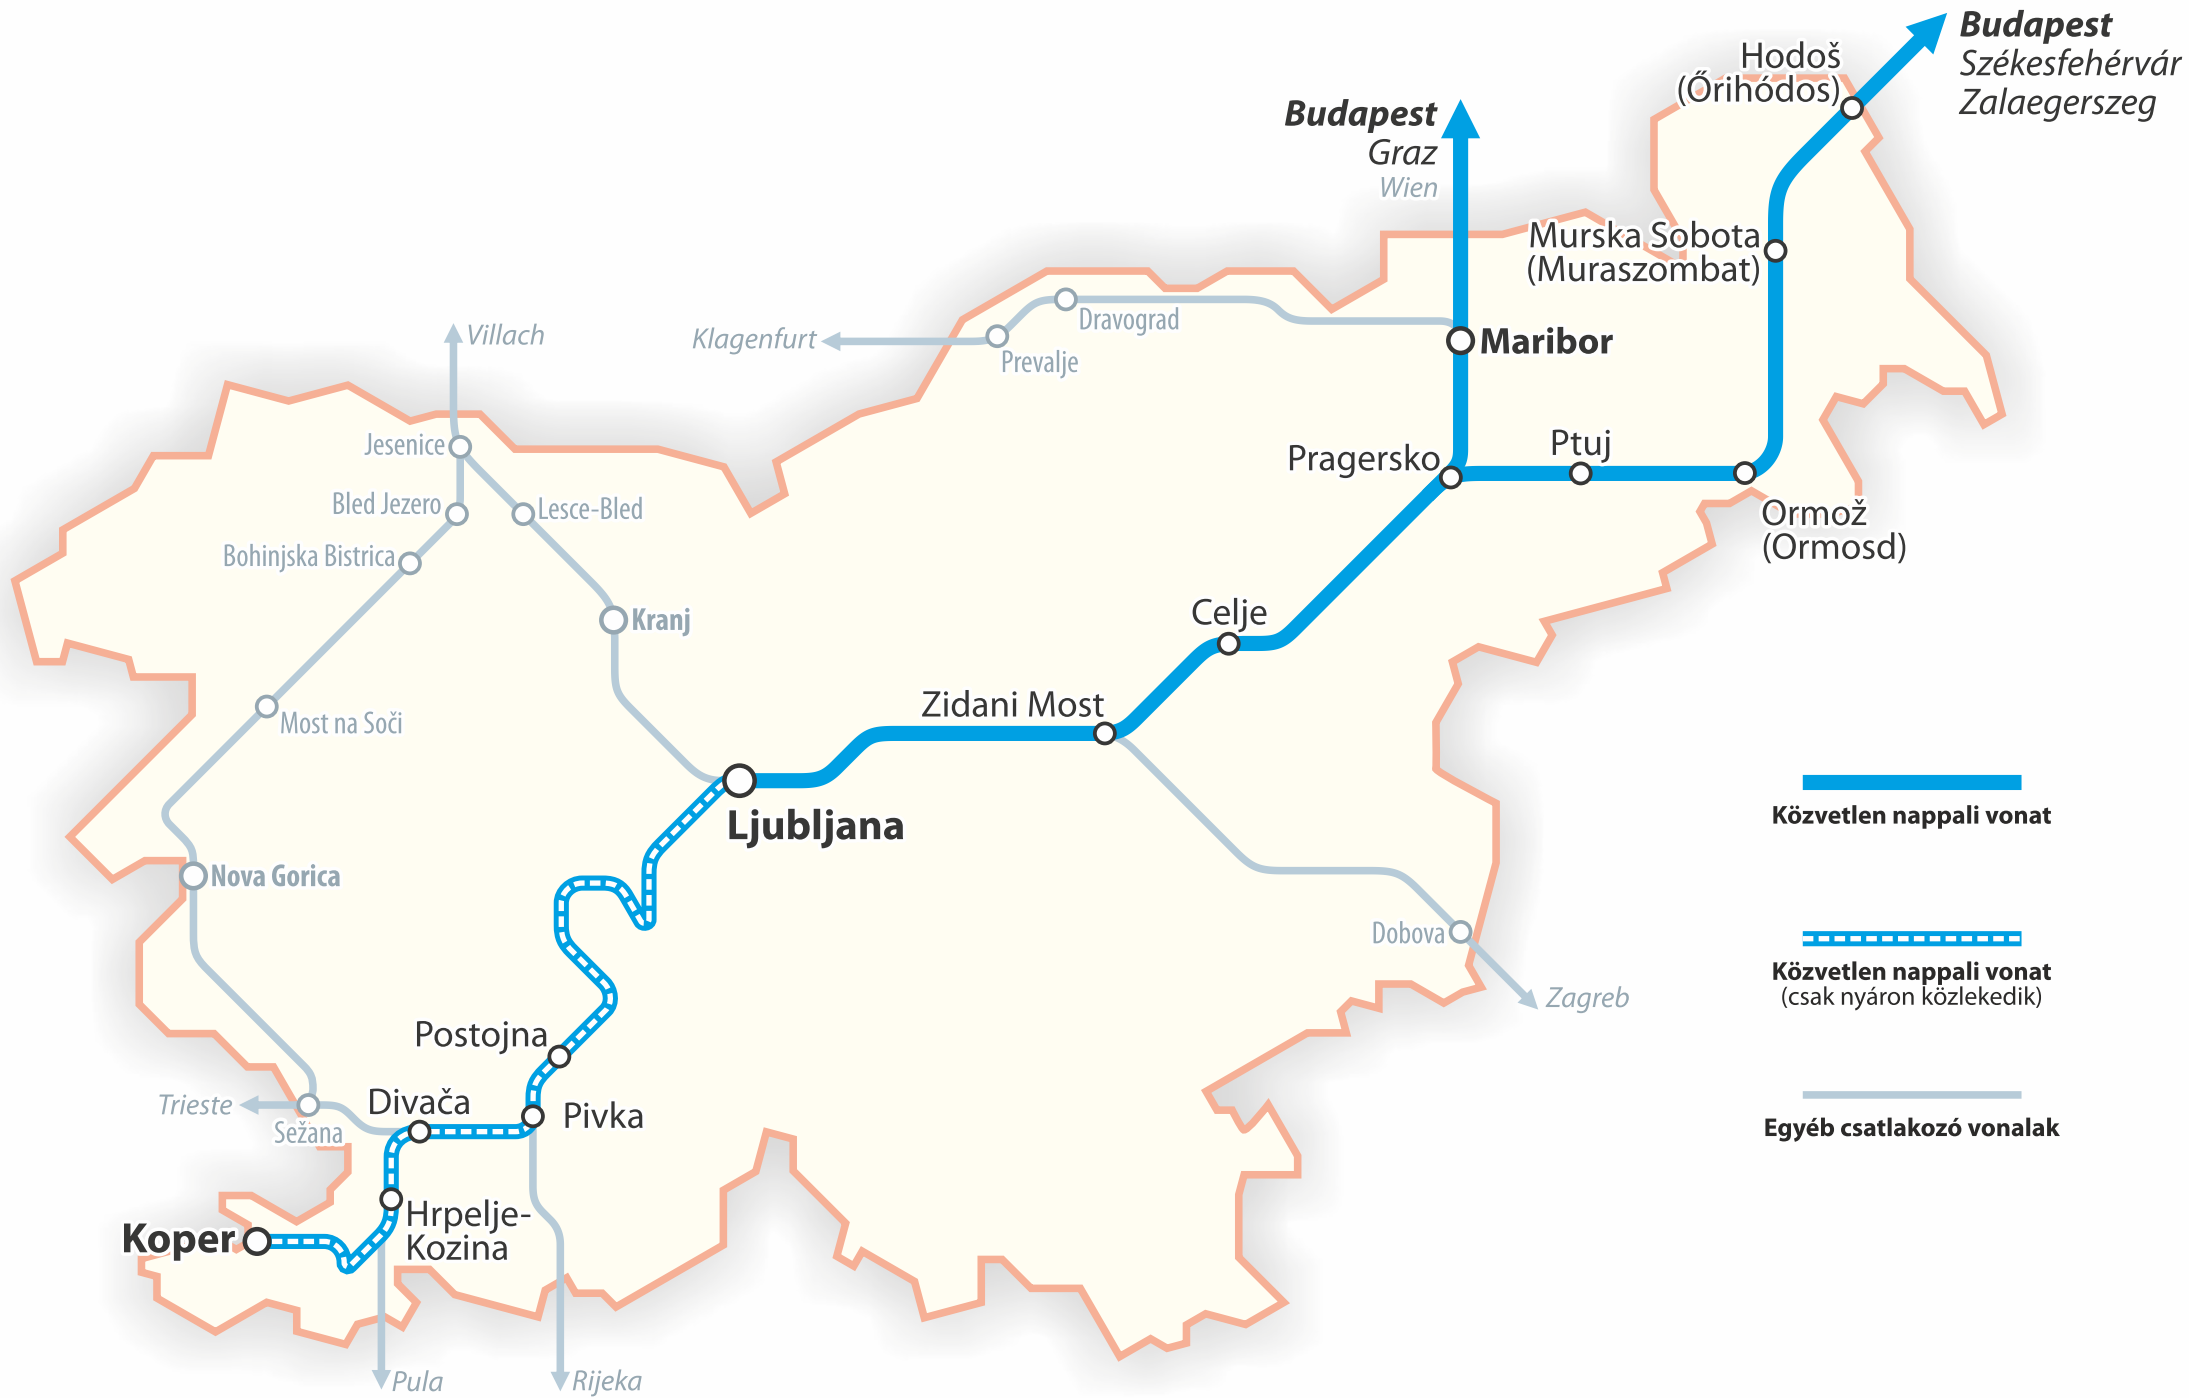 Budapest
Székesfehérvár
Zalaegerszeg
Hodoš
(Őrihódos)
Budapest
Graz
Wien
Murska Sobota
(Muraszombat)
Dravograd
Klagenfurt
Prevalje
Maribor
Villach
Jesenice
Pragersko
Ptuj
Bled Jezero
Lesce-Bled
Ormož
(Ormosd)
Bohinjska Bistrica
Kranj
Celje
Zidani Most
Most na Soči
Ljubljana
Közvetlen nappali vonat
Nova Gorica
Dobova
Közvetlen nappali vonat
(csak nyáron közlekedik)
Zagreb
Postojna
Divača
Trieste
Sežana
Pivka
Egyéb csatlakozó vonalak
Hrpelje-
Kozina
Koper
Pula
Rijeka